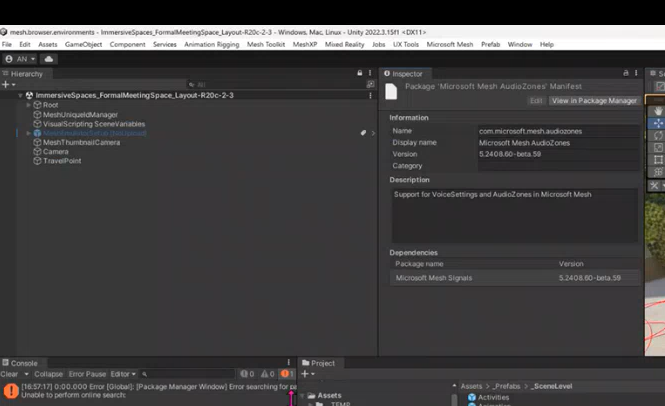 mesh.browser.environments - ImmersiveSpaces_FormalMeetingSpace_Layout-R20c-2-3 - Windows, Mac, Linux - Unity 2022.3.15f1 <DX11>
File Edit Assets GameObject Component Services Animation Rigging Mesh Toolkit MeshXP Mixed Reality Jobs UX Tools Microsoft Mesh Prefab Window Help
AN
Hierarchy
All
ImmersiveSpaces_FormalMeetingSpace_Layout-R20c-2-3
Root
MeshUniqueIdManager
VisualScripting SceneVariables
MeshThumbnailCamera
Camera
TravelPoint
Inspector
Package 'Microsoft Mesh AudioZones' Manifest
Edit View in Package Manager
Information
Name com.microsoft.mesh.audiozones
Display name Microsoft Mesh AudioZones
Version 5.2408.60-beta.59
Category
Description
Support for VoiceSettings and AudioZones in Microsoft Mesh
Dependencies
Package name Version
Microsoft Mesh Signals 5.2408.60-beta.59
Console
Clear Collapse Error Pause Editor 0 0 1
[16:57:17] 0:00.000 Error [Global]: [Package Manager Window] Error searching for
Unable to perform online search:
Project
Assets
_TEMP
Assets > _Prefabs > _SceneLevel
Activities